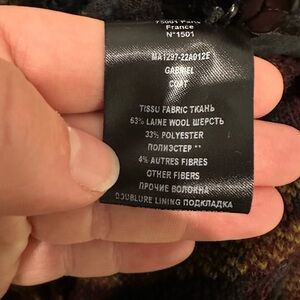 75001 Paris
France
N°1501
MA1297-22A012E
GABRIEL
COAT
TISSU FABRIC ТКАНЬ
63% LAINE WOOL ШЕРСТЬ
33% POLYESTER
ПОЛИЭСТЕР **
4% AUTRES FIBRES
OTHER FIBERS
ПРОЧИЕ ВОЛОКНА
DOUBLURE LINING ПОДКЛАДКА